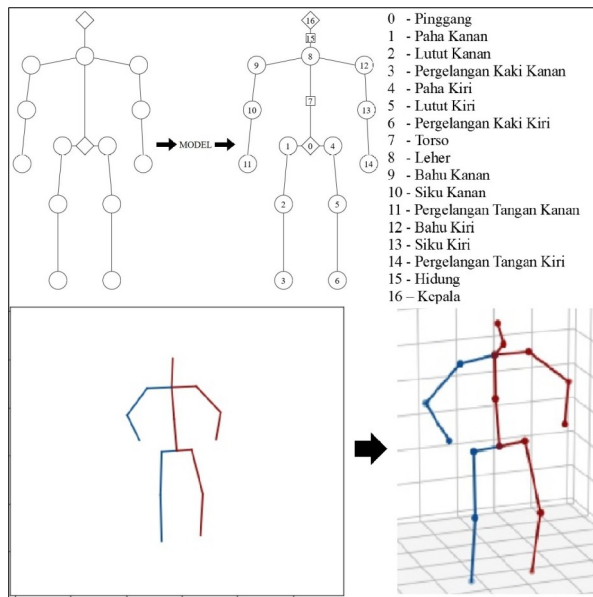 16
15
8
9
12
7
10
13
MODEL
1
0
4
11
14
2
5
3
6
0 - Pinggang
1 - Paha Kanan
2 - Lutut Kanan
3 - Pergelangan Kaki Kanan
4 - Paha Kiri
5 - Lutut Kiri
6 - Pergelangan Kaki Kiri
7 - Torso
8 - Leher
9 - Bahu Kanan
10 - Siku Kanan
11 - Pergelangan Tangan Kanan
12 - Bahu Kiri
13 - Siku Kiri
14 - Pergelangan Tangan Kiri
15 - Hidung
16 – Kepala